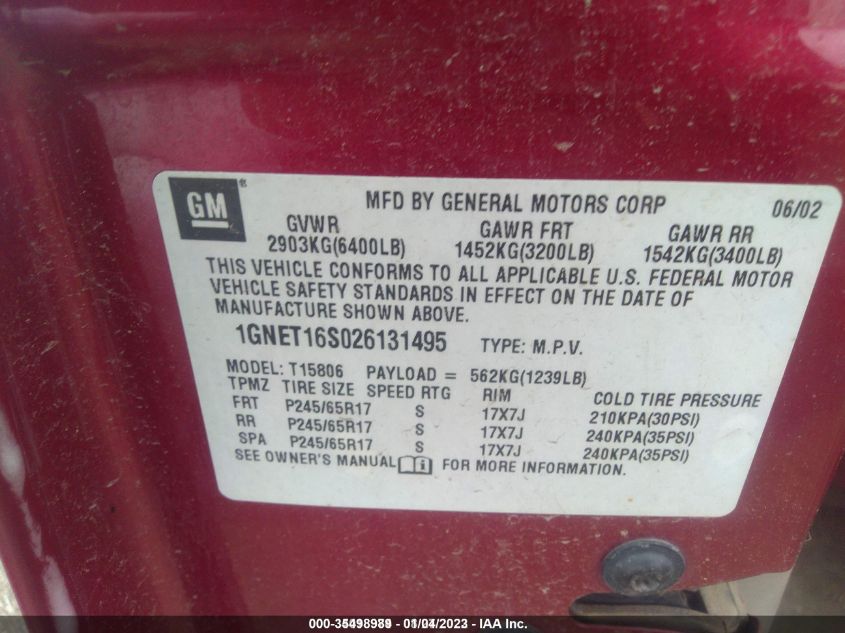 GM ® MFD BY GENERAL MOTORS CORP 06/02
GVWR GAWR FRT GAWR RR
2903KG(6400LB) 1452KG(3200LB) 1542KG(3400LB)
THIS VEHICLE CONFORMS TO ALL APPLICABLE U.S. FEDERAL MOTOR
VEHICLE SAFETY STANDARDS IN EFFECT ON THE DATE OF
MANUFACTURE SHOWN ABOVE.
1GNET16S026131495 TYPE: M.P.V.
MODEL: T15806 PAYLOAD = 562KG(1239LB)
TPMZ TIRE SIZE SPEED RTG RIM COLD TIRE PRESSURE
FRT P245/65R17 S 17X7J 210KPA(30PSI)
RR P245/65R17 S 17X7J 240KPA(35PSI)
SPA P245/65R17 S 17X7J 240KPA(35PSI)
SEE OWNER'S MANUAL i FOR MORE INFORMATION.
- IAA Inc.